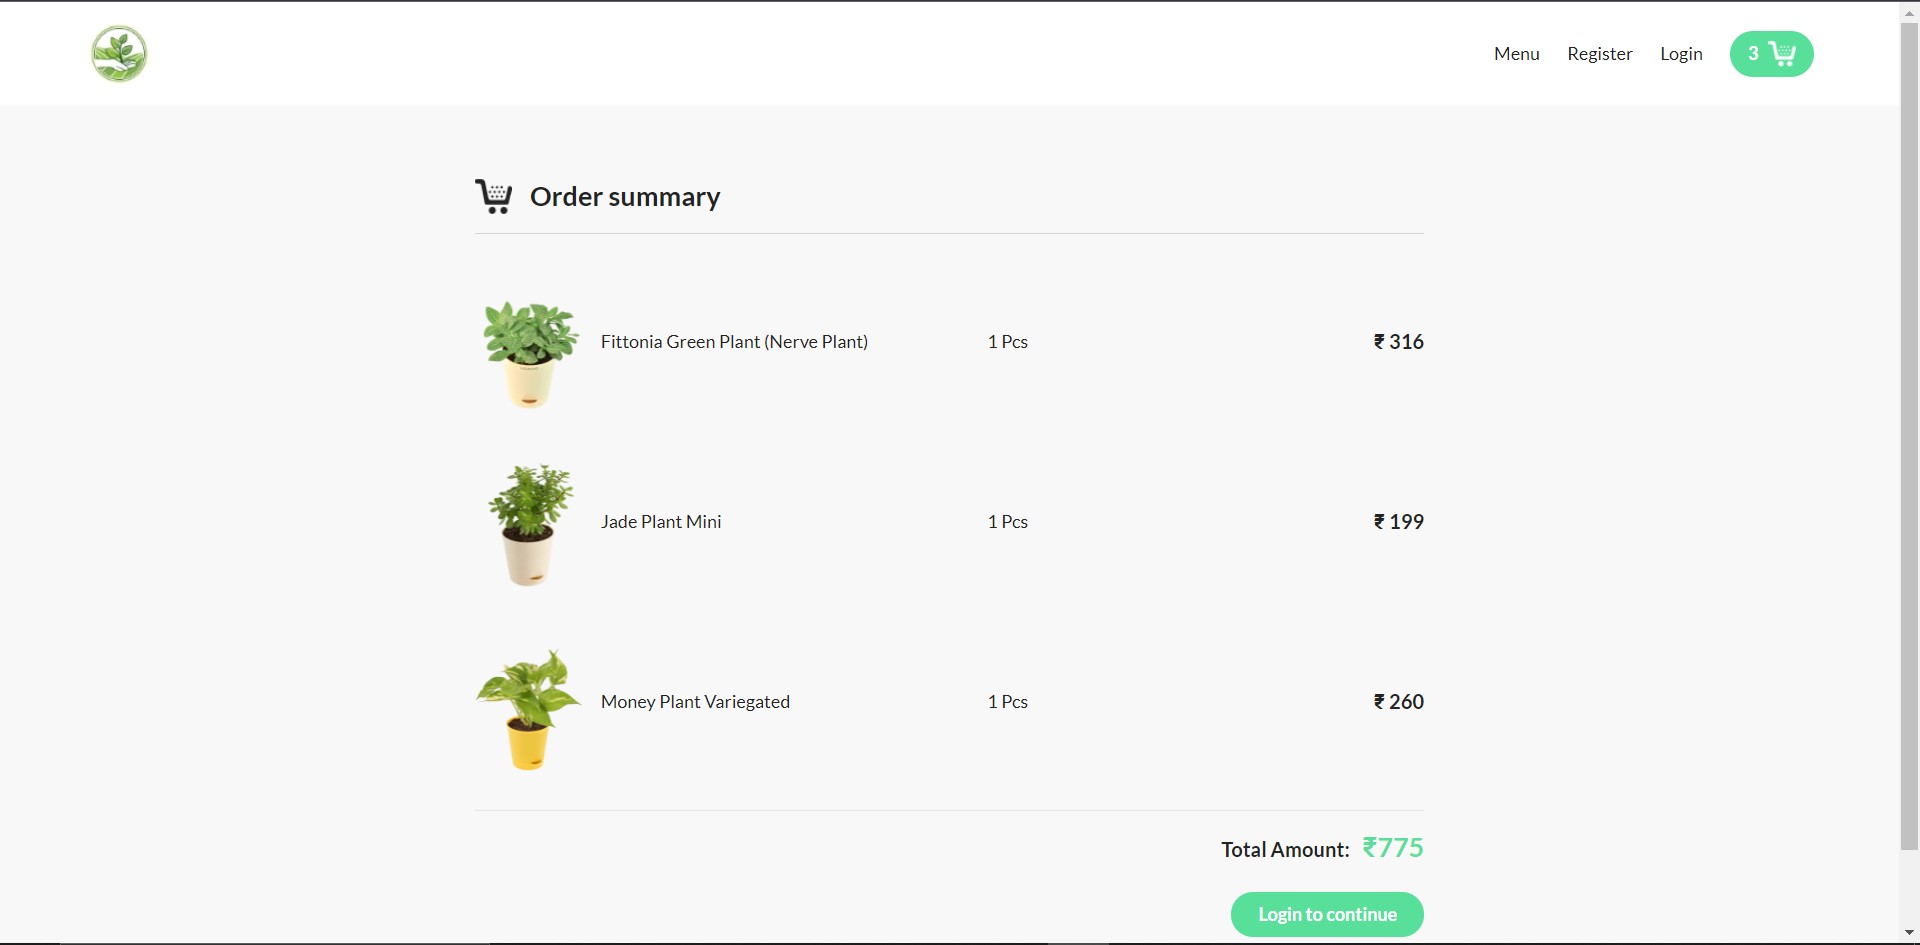 Menu Register Login 3
Order summary
Fittonia Green Plant (Nerve Plant) 1 Pcs ₹ 316
Jade Plant Mini 1 Pcs ₹ 199
Money Plant Variegated 1 Pcs ₹ 260
Total Amount: ₹775
Login to continue